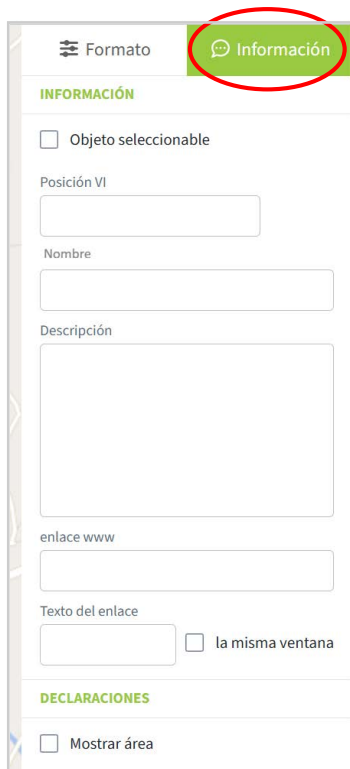 Formato Información
INFORMACIÓN
Objeto seleccionable
Posición VI
Nombre
Descripción
enlace www
Texto del enlace
la misma ventana
DECLARACIONES
Mostrar área